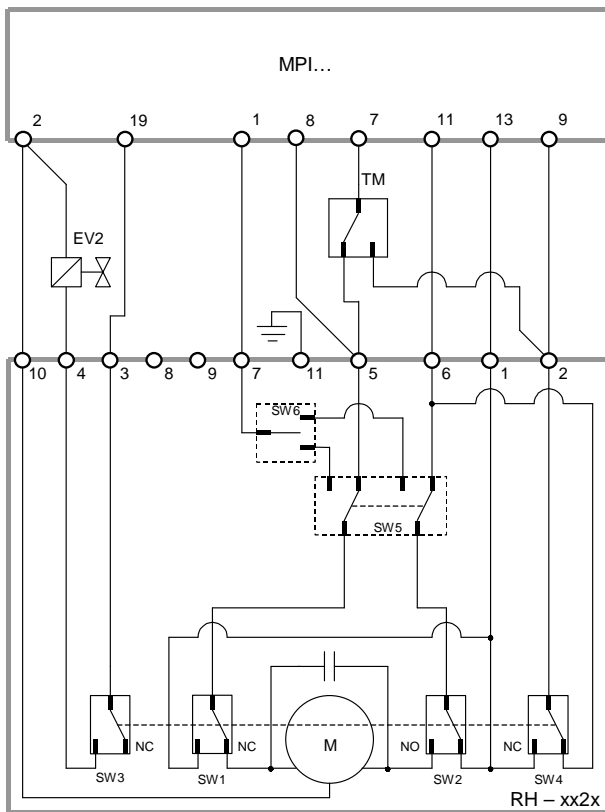 MPI...
2 19 1 8 7 11 13 9
TM
EV2
10 4 3 8 9 7 11 5 6 1 2
SW6
SW5
M
NC NC NO NC
SW3 SW1 SW2 SW4
RH – xx2x